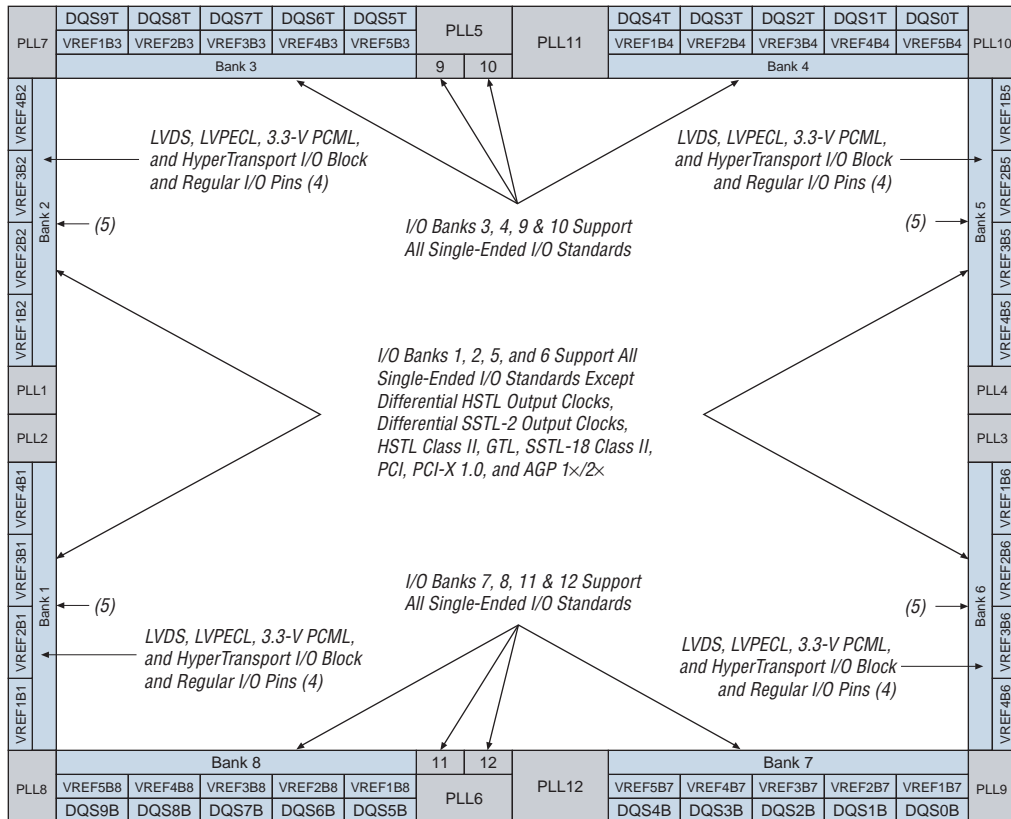 PLL7
DQS9T DQS8T DQS7T DQS6T DQS5T
VREF1B3 VREF2B3 VREF3B3 VREF4B3 VREF5B3
Bank 3
PLL5
9 10
PLL11
DQS4T DQS3T DQS2T DQS1T DQS0T
VREF1B4 VREF2B4 VREF3B4 VREF4B4 VREF5B4
Bank 4
PLL10
VREF4B2
VREF3B2
VREF2B2
VREF1B2
Bank 2
LVDS, LVPECL, 3.3-V PCML,
and HyperTransport I/O Block
and Regular I/O Pins (4)
(5)
I/O Banks 3, 4, 9 & 10 Support
All Single-Ended I/O Standards
LVDS, LVPECL, 3.3-V PCML,
and HyperTransport I/O Block
and Regular I/O Pins (4)
(5)
Bank 5
VREF1B5
VREF2B5
VREF3B5
VREF4B5
PLL1
PLL2
I/O Banks 1, 2, 5, and 6 Support All
Single-Ended I/O Standards Except
Differential HSTL Output Clocks,
Differential SSTL-2 Output Clocks,
HSTL Class II, GTL, SSTL-18 Class II,
PCI, PCI-X 1.0, and AGP 1×/2×
PLL4
PLL3
VREF4B1
VREF3B1
VREF2B1
VREF1B1
Bank 1
(5)
LVDS, LVPECL, 3.3-V PCML,
and HyperTransport I/O Block
and Regular I/O Pins (4)
I/O Banks 7, 8, 11 & 12 Support
All Single-Ended I/O Standards
(5)
LVDS, LVPECL, 3.3-V PCML,
and HyperTransport I/O Block
and Regular I/O Pins (4)
Bank 6
VREF1B6
VREF2B6
VREF3B6
VREF4B6
PLL8
Bank 8
VREF5B8 VREF4B8 VREF3B8 VREF2B8 VREF1B8
DQS9B DQS8B DQS7B DQS6B DQS5B
11 12
PLL6
PLL12
Bank 7
VREF5B7 VREF4B7 VREF3B7 VREF2B7 VREF1B7
DQS4B DQS3B DQS2B DQS1B DQS0B
PLL9